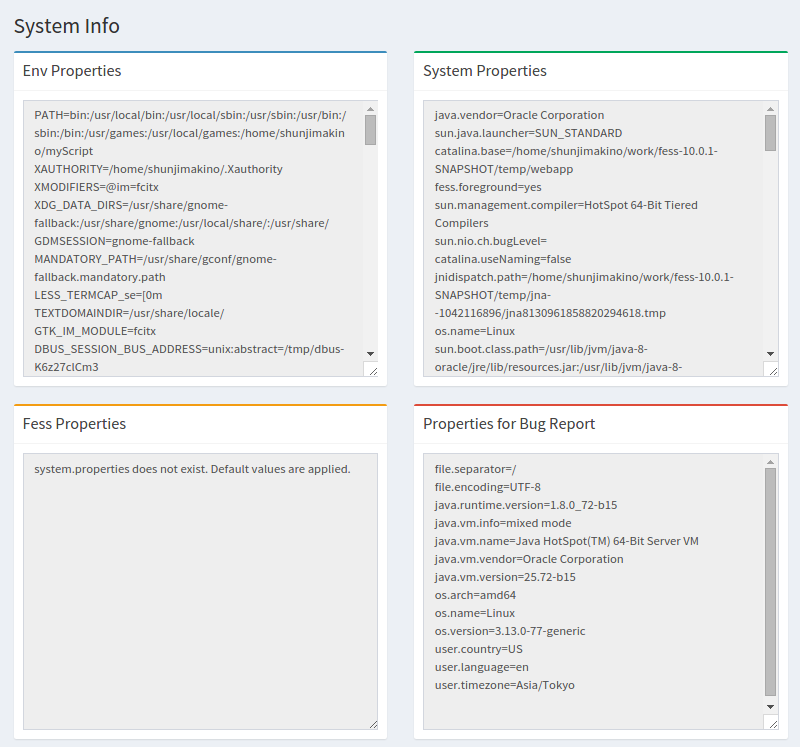 System Info
Env Properties
PATH=bin:/usr/local/bin:/usr/local/sbin:/usr/sbin:/usr/bin:/
sbin:/bin:/usr/games:/usr/local/games:/home/shunjimakin
o/myScript
XAUTHORITY=/home/shunjimakino/.Xauthority
XMODIFIERS=@im=fcitx
XDG_DATA_DIRS=/usr/share/gnome-
fallback:/usr/share/gnome:/usr/local/share/:/usr/share/
GDMSESSION=gnome-fallback
MANDATORY_PATH=/usr/share/gconf/gnome-
fallback.mandatory.path
LESS_TERMCAP_se=[0m
TEXTDOMAINDIR=/usr/share/locale/
GTK_IM_MODULE=fcitx
DBUS_SESSION_BUS_ADDRESS=unix:abstract=/tmp/dbus-
K6z27clCm3
System Properties
java.vendor=Oracle Corporation
sun.java.launcher=SUN_STANDARD
catalina.base=/home/shunjimakino/work/fess-10.0.1-
SNAPSHOT/temp/webapp
fess.foreground=yes
sun.management.compiler=HotSpot 64-Bit Tiered
Compilers
sun.nio.ch.bugLevel=
catalina.useNaming=false
jnidispatch.path=/home/shunjimakino/work/fess-10.0.1-
SNAPSHOT/temp/jna-
-1042116896/jna8130961858820294618.tmp
os.name=Linux
sun.boot.class.path=/usr/lib/jvm/java-8-
oracle/jre/lib/resources.jar:/usr/lib/jvm/java-8-
Fess Properties
system.properties does not exist. Default values are applied.
Properties for Bug Report
file.separator=/
file.encoding=UTF-8
java.runtime.version=1.8.0_72-b15
java.vm.info=mixed mode
java.vm.name=Java HotSpot(TM) 64-Bit Server VM
java.vm.vendor=Oracle Corporation
java.vm.version=25.72-b15
os.arch=amd64
os.name=Linux
os.version=3.13.0-77-generic
user.country=US
user.language=en
user.timezone=Asia/Tokyo